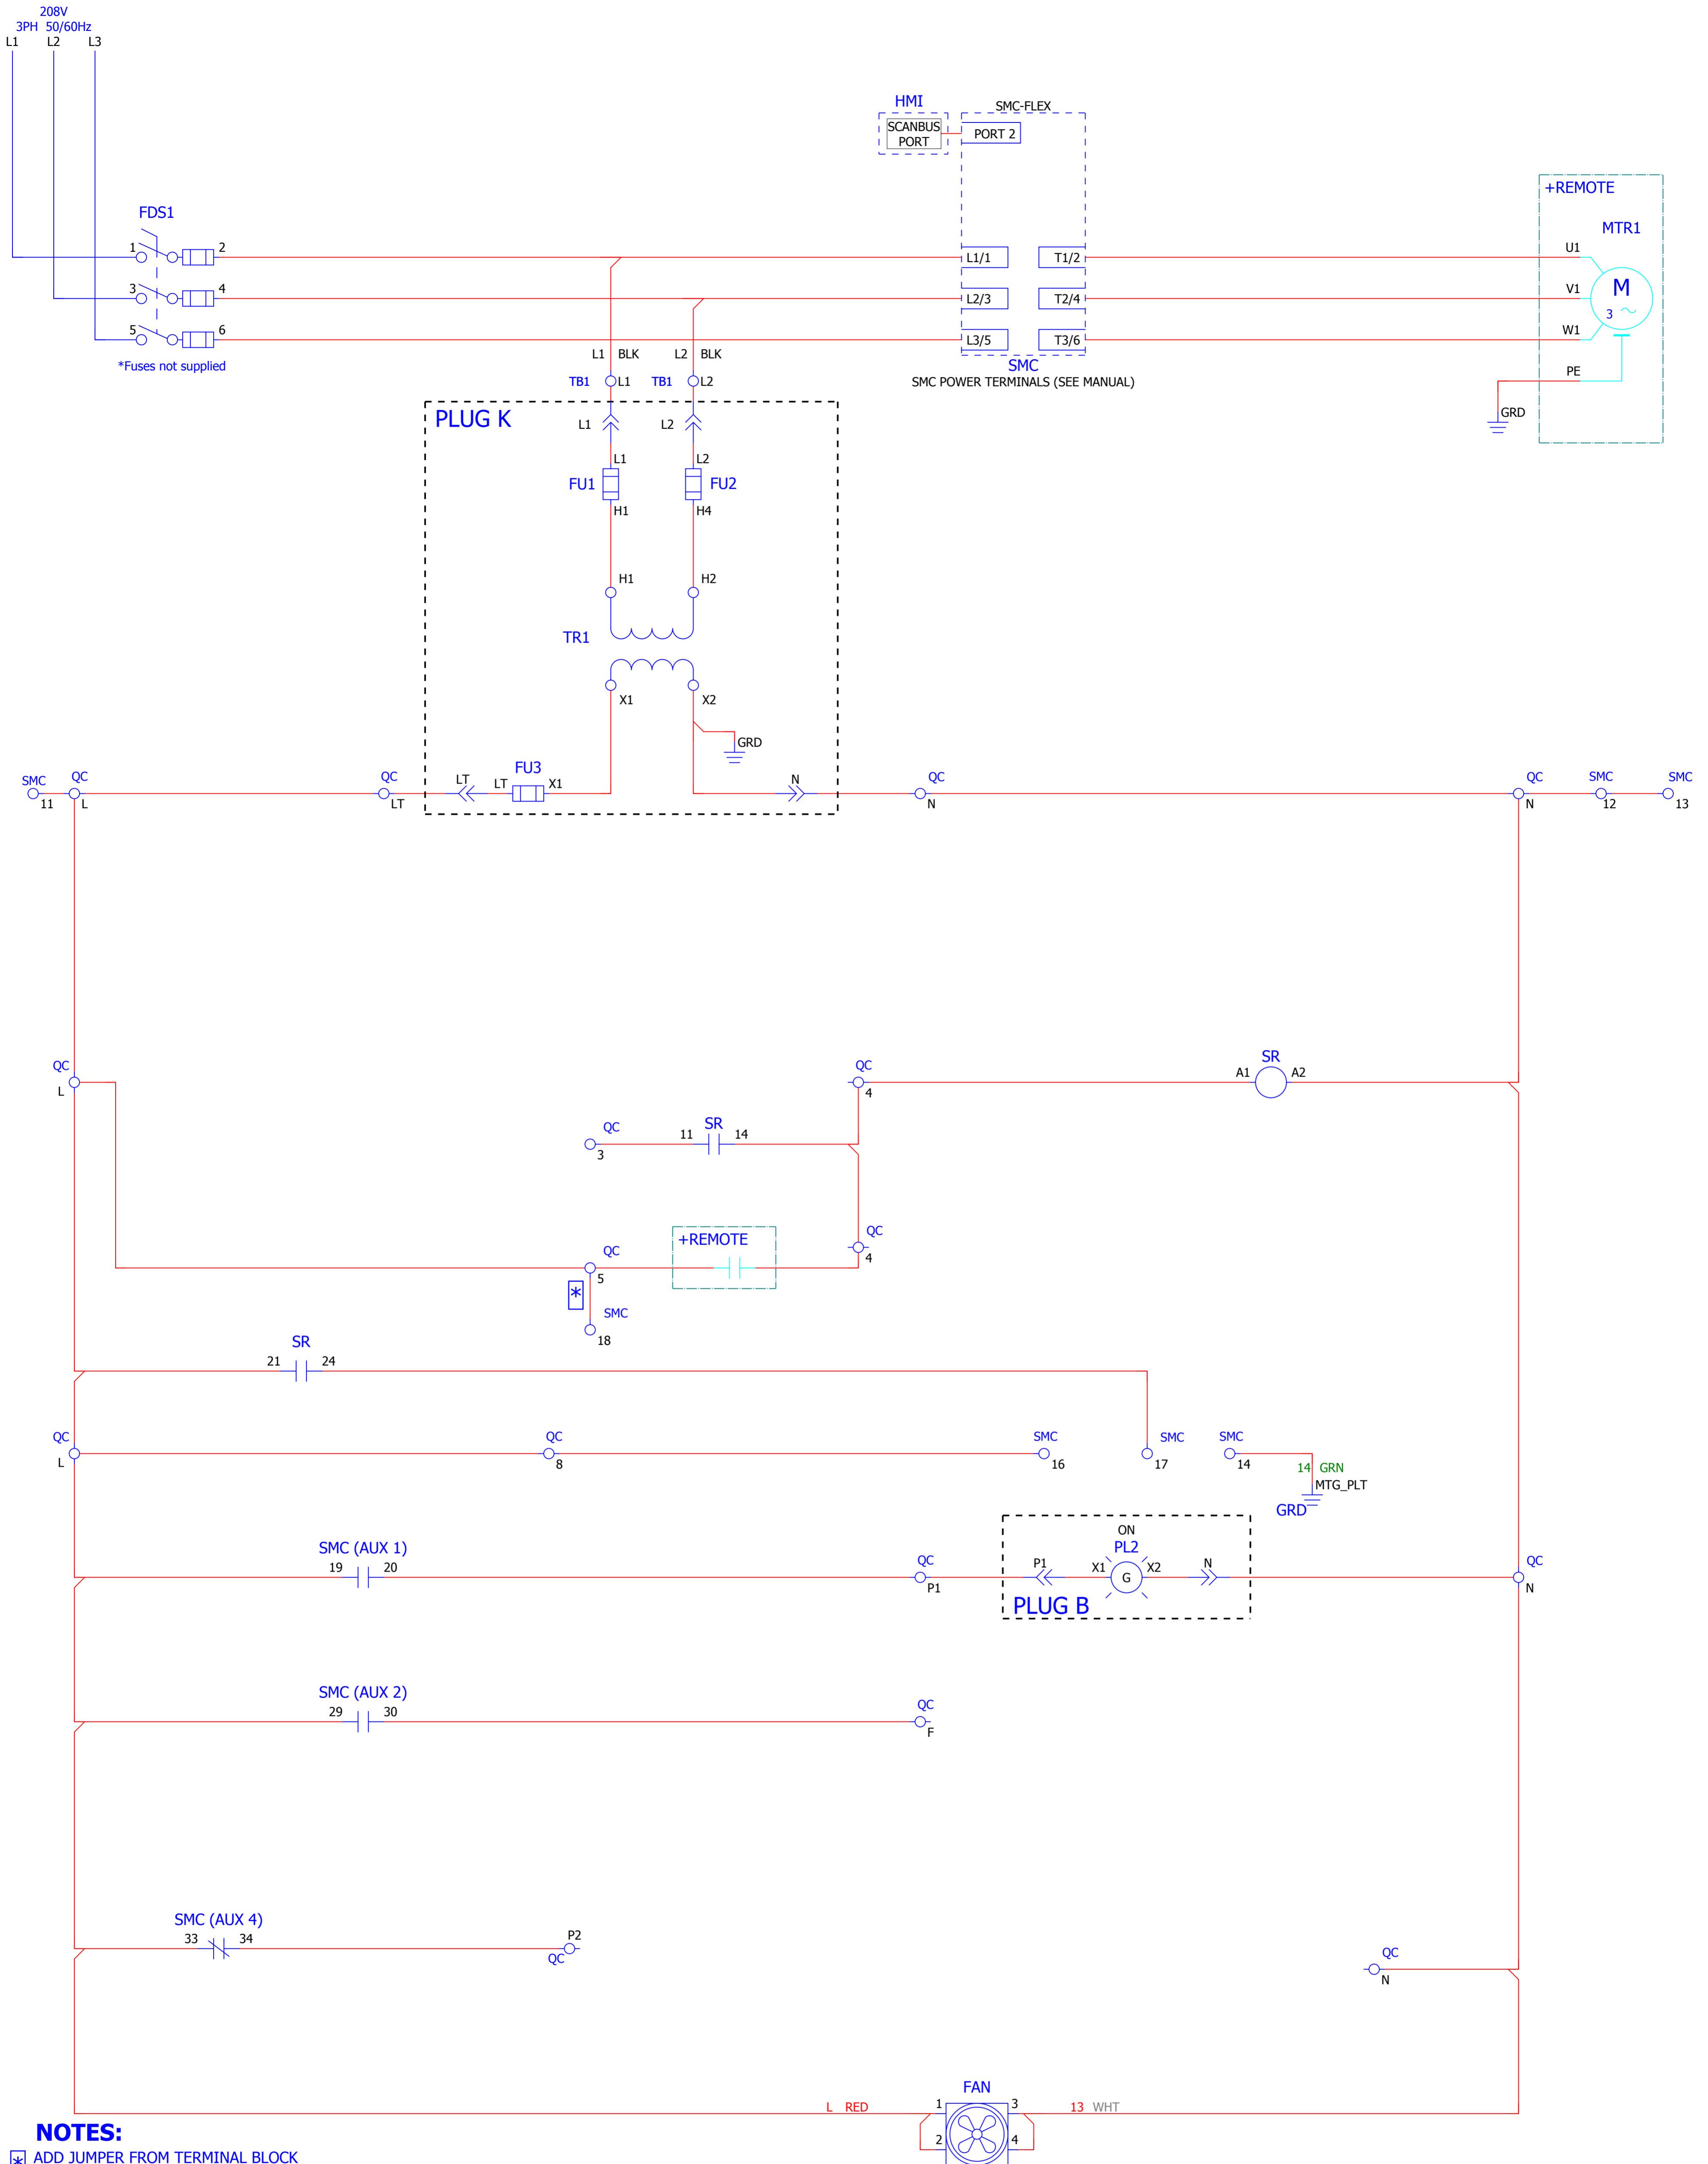 208V
3PH 50/60Hz
L1 L2 L3
HMI
SCANBUS
PORT
SMC-FLEX
PORT 2
+REMOTE
MTR1
FDS1
1 2
L1/1 T1/2
U1
3 4
L2/3 T2/4
V1
M
3
5 6
L3/5 T3/6
W1
*Fuses not supplied
L1 BLK L2 BLK
SMC
SMC POWER TERMINALS (SEE MANUAL)
PE
GRD
TB1 L1 TB1 L2
PLUG K
L1 L2
L1 L2
FU1 FU2
H1 H4
H1 H2
TR1
X1 X2
GRD
SMC QC QC LT LT FU3 X1 N QC QC SMC SMC
11 L LT N N 12 13
QC QC SR
L 4 A1 A2
QC 11 SR 14
3
+REMOTE
QC QC
5 4
*
SMC
18
SR
21 24
QC QC SMC SMC SMC
L 8 16 17 14
14 GRN
MTG_PLT
GRD
SMC (AUX 1)
19 20
QC
P1
ON
PL2
P1 X1 G X2 N
PLUG B
QC
N
SMC (AUX 2)
29 30
QC
F
SMC (AUX 4)
33 34
P2
QC
QC
N
FAN
L RED 1 3 13 WHT
2 4
NOTES:
* ADD JUMPER FROM TERMINAL BLOCK